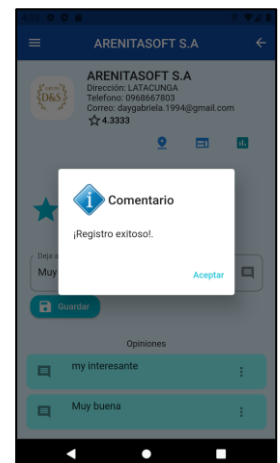 ARENITASOFT S.A
ARENITASOFT S.A
Dirección: LATACUNGA
Telefono: 0968667803
Correo: daygabriela.1994@gmail.com
4.3333
D&S
Comentario
¡Registro exitoso!.
Aceptar
Deja
Muy
Guardar
Opiniones
my interesante
Muy buena